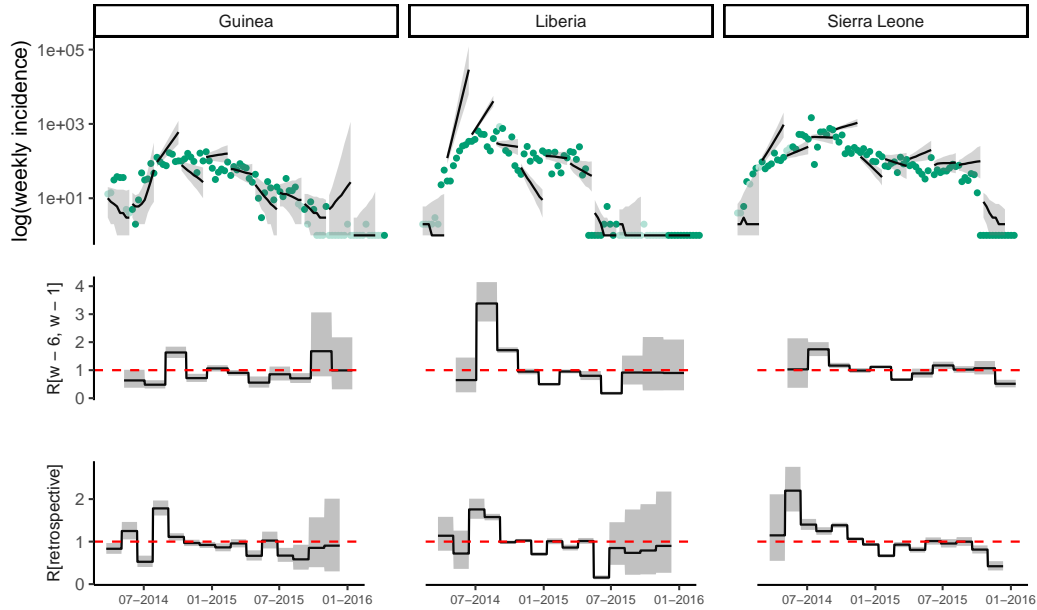 Guinea Liberia Sierra Leone
log(weekly incidence)
1e+05
1e+03
1e+01
R[w − 6, w − 1]
4
3
2
1
0
R[retrospective]
2
1
0
07−2014 01−2015 07−2015 01−2016 07−2014 01−2015 07−2015 01−2016 07−2014 01−2015 07−2015 01−2016